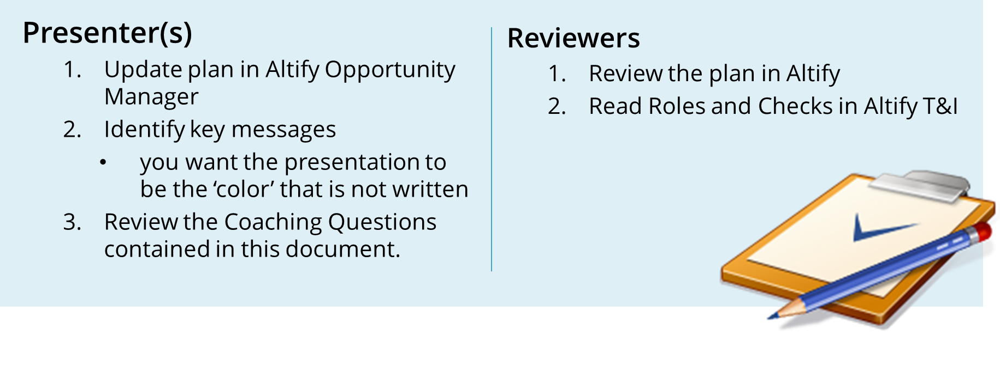 Presenter(s)
1. Update plan in Altify Opportunity
Manager
2. Identify key messages
• you want the presentation to
be the ‘color’ that is not written
3. Review the Coaching Questions
contained in this document.
Reviewers
1. Review the plan in Altify
2. Read Roles and Checks in Altify T&I